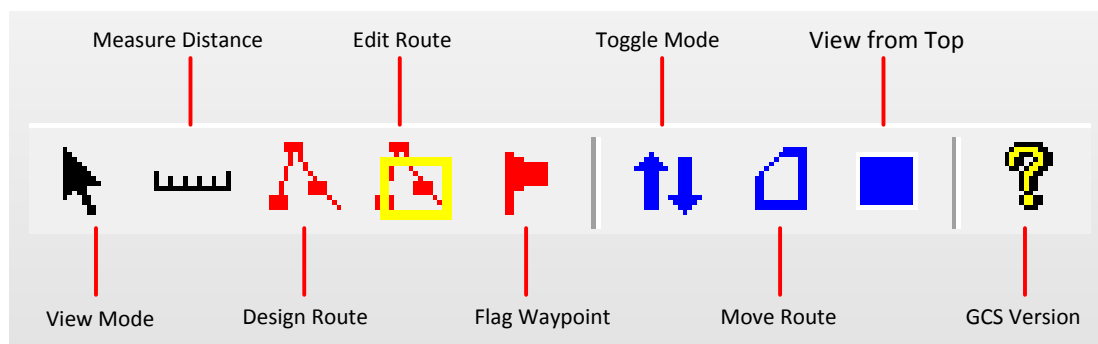 Measure Distance
Edit Route
Toggle Mode
View from Top
View Mode
Design Route
Flag Waypoint
Move Route
GCS Version